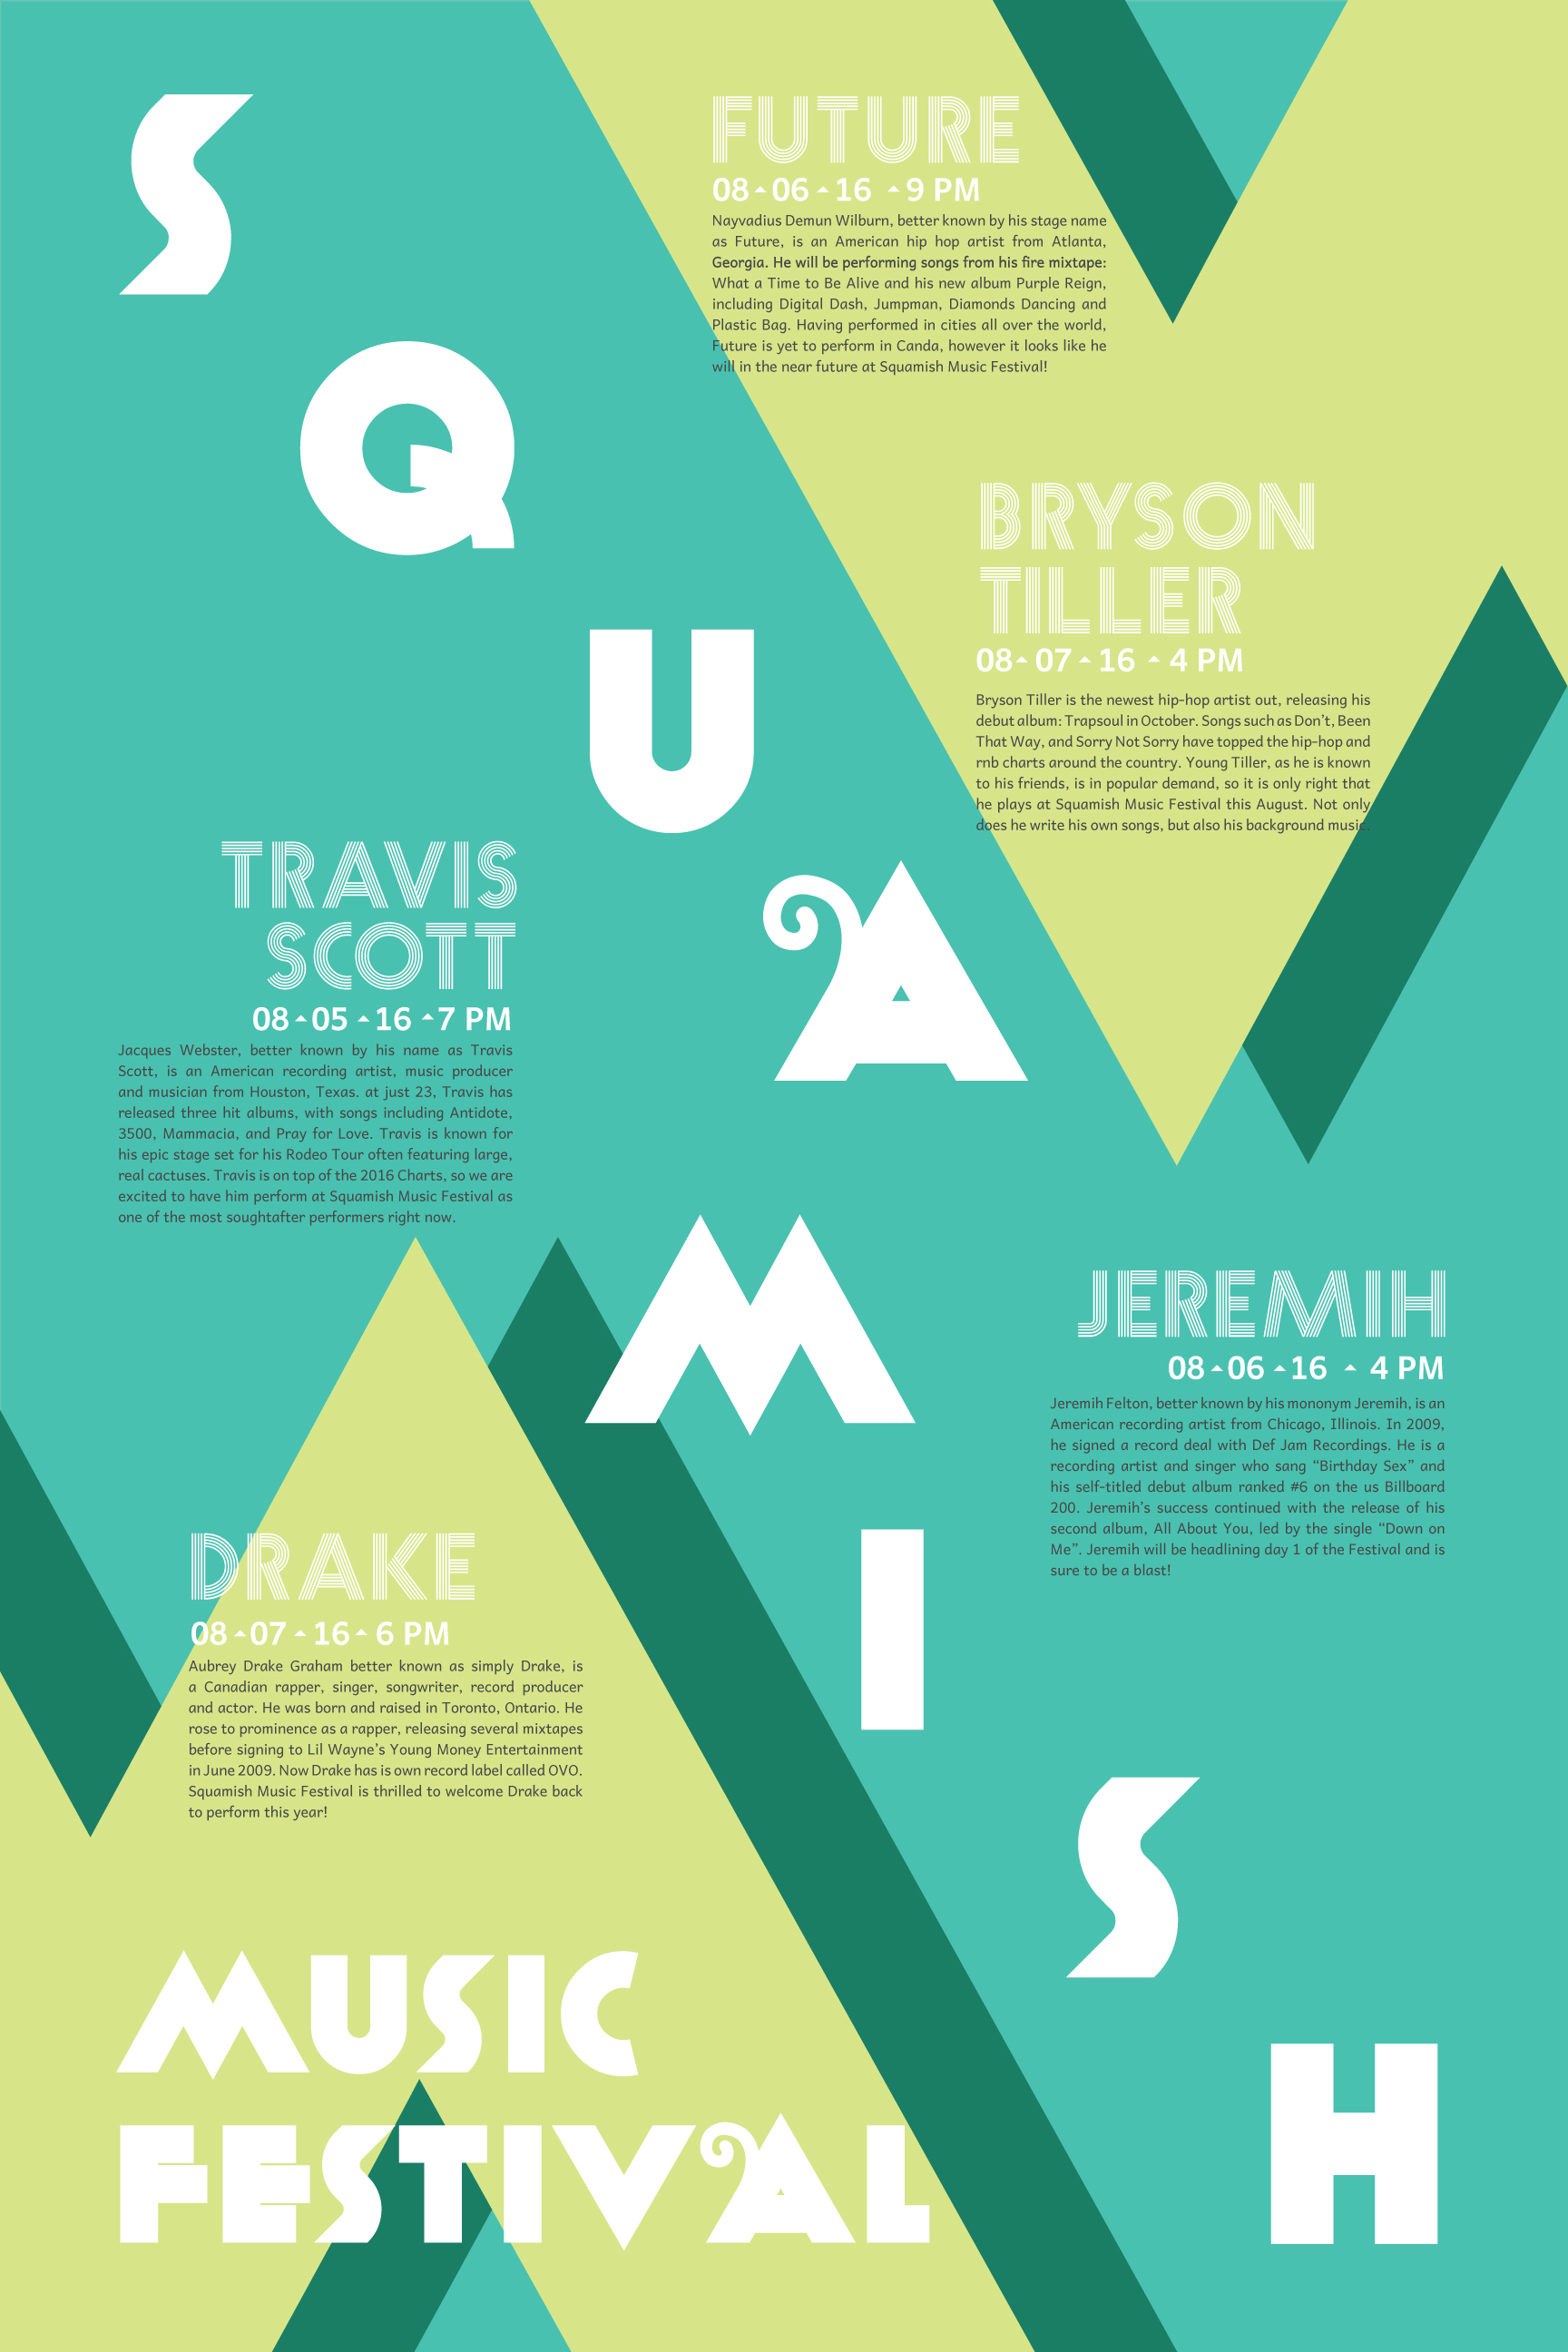 SQUAMISH
FUTURE
08 ▲ 06 ▲ 16 ▲ 9 PM
Nayvadius Demun Wilburn, better known by his stage name
as Future, is an American hip hop artist from Atlanta,
Georgia. He will be performing songs from his fire mixtape:
What a Time to Be Alive and his new album Purple Reign,
including Digital Dash, Jumpman, Diamonds Dancing and
Plastic Bag. Having performed in cities all over the world,
Future is yet to perform in Canda, however it looks like he
will in the near future at Squamish Music Festival!
BRYSON
TILLER
08 ▲ 07 ▲ 16 ▲ 4 PM
Bryson Tiller is the newest hip-hop artist out, releasing his
debut album: Trapsoul in October. Songs such as Don’t, Been
That Way, and Sorry Not Sorry have topped the hip-hop and
rnb charts around the country. Young Tiller, as he is known
to his friends, is in popular demand, so it is only right that
he plays at Squamish Music Festival this August. Not only
does he write his own songs, but also his background music.
TRAVIS
SCOTT
08 ▲ 05 ▲ 16 ▲ 7 PM
Jacques Webster, better known by his name as Travis
Scott, is an American recording artist, music producer
and musician from Houston, Texas. at just 23, Travis has
released three hit albums, with songs including Antidote,
3500, Mammacia, and Pray for Love. Travis is known for
his epic stage set for his Rodeo Tour often featuring large,
real cactuses. Travis is on top of the 2016 Charts, so we are
excited to have him perform at Squamish Music Festival as
one of the most soughtafter performers right now.
JEREMIH
08 ▲ 06 ▲ 16 ▲ 4 PM
Jeremih Felton, better known by his mononym Jeremih, is an
American recording artist from Chicago, Illinois. In 2009,
he signed a record deal with Def Jam Recordings. He is a
recording artist and singer who sang “Birthday Sex” and
his self-titled debut album ranked #6 on the us Billboard
200. Jeremih’s success continued with the release of his
second album, All About You, led by the single “Down on
Me”. Jeremih will be headlining day 1 of the Festival and is
sure to be a blast!
DRAKE
08 ▲ 07 ▲ 16 ▲ 6 PM
Aubrey Drake Graham better known as simply Drake, is
a Canadian rapper, singer, songwriter, record producer
and actor. He was born and raised in Toronto, Ontario. He
rose to prominence as a rapper, releasing several mixtapes
before signing to Lil Wayne’s Young Money Entertainment
in June 2009. Now Drake has is own record label called OVO.
Squamish Music Festival is thrilled to welcome Drake back
to perform this year!
MUSIC
FESTIVAL